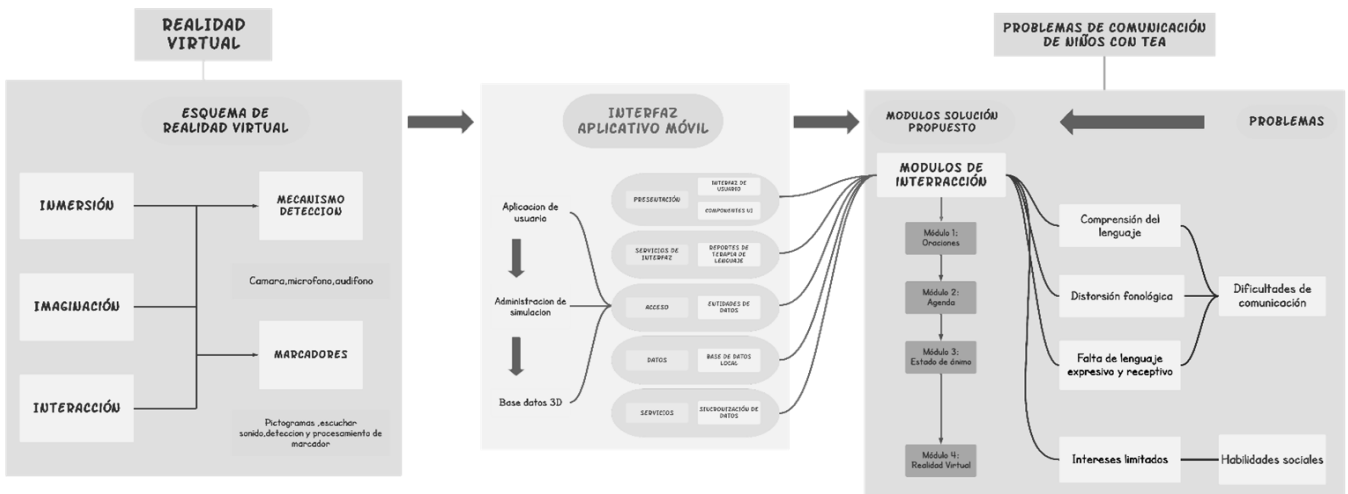 REALIDAD
VIRTUAL
ESQUEMA DE
REALIDAD VIRTUAL
INMERSIÓN
IMAGINACIÓN
INTERACCIÓN
MECANISMO
DETECCION
Camara,microfono,audifono
MARCADORES
Pictogramas ,escuchar
sonido,deteccion y procesamiento de
marcador
INTERFAZ
APLICATIVO MÓVIL
Aplicacion de
usuario
Administracion de
simulacion
Base datos 3D
PRESENTACIÓN
INTERFAZ DE
USUARIO
COMPONENTES UI
SERVICIOS DE
INTERFAZ
REPORTES DE
TERAPIA DE
LENGUAJE
ACCESO
ENTIDADES DE
DATOS
DATOS
BASE DE DATOS
LOCAL
SERVICIOS
SINCRONIZACIÓN DE
DATOS
PROBLEMAS DE COMUNICACIÓN
DE NIÑOS CON TEA
MODULOS SOLUCIÓN
PROPUESTO
PROBLEMAS
MODULOS DE
INTERRACCIÓN
Módulo 1:
Oraciones
Módulo 2:
Agenda
Módulo 3:
Estado de ánimo
Módulo 4:
Realidad Virtual
Comprensión del
lenguaje
Distorsión fonológica
Falta de lenguaje
expresivo y receptivo
Intereses limitados
Dificultades de
comunicación
Habilidades sociales